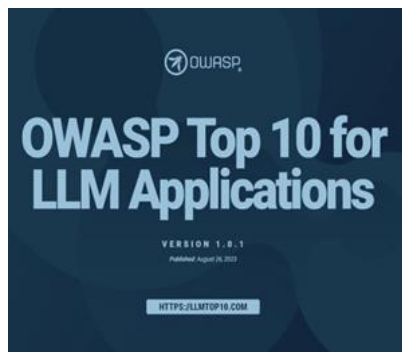 OWASP
OWASP Top 10 for
LLM Applications
VERSION 1.0.1
Published: August 26, 2023
HTTPS://LLMTOP10.COM